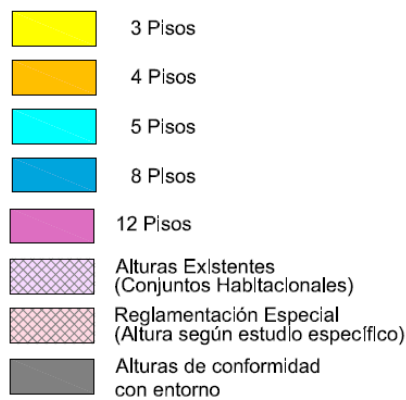 3 Pisos
4 Pisos
5 Pisos
8 Pisos
12 Pisos
Alturas Existentes
(Conjuntos Habitacionales)
Reglamentación Especial
(Altura según estudio específico)
Alturas de conformidad
con entorno